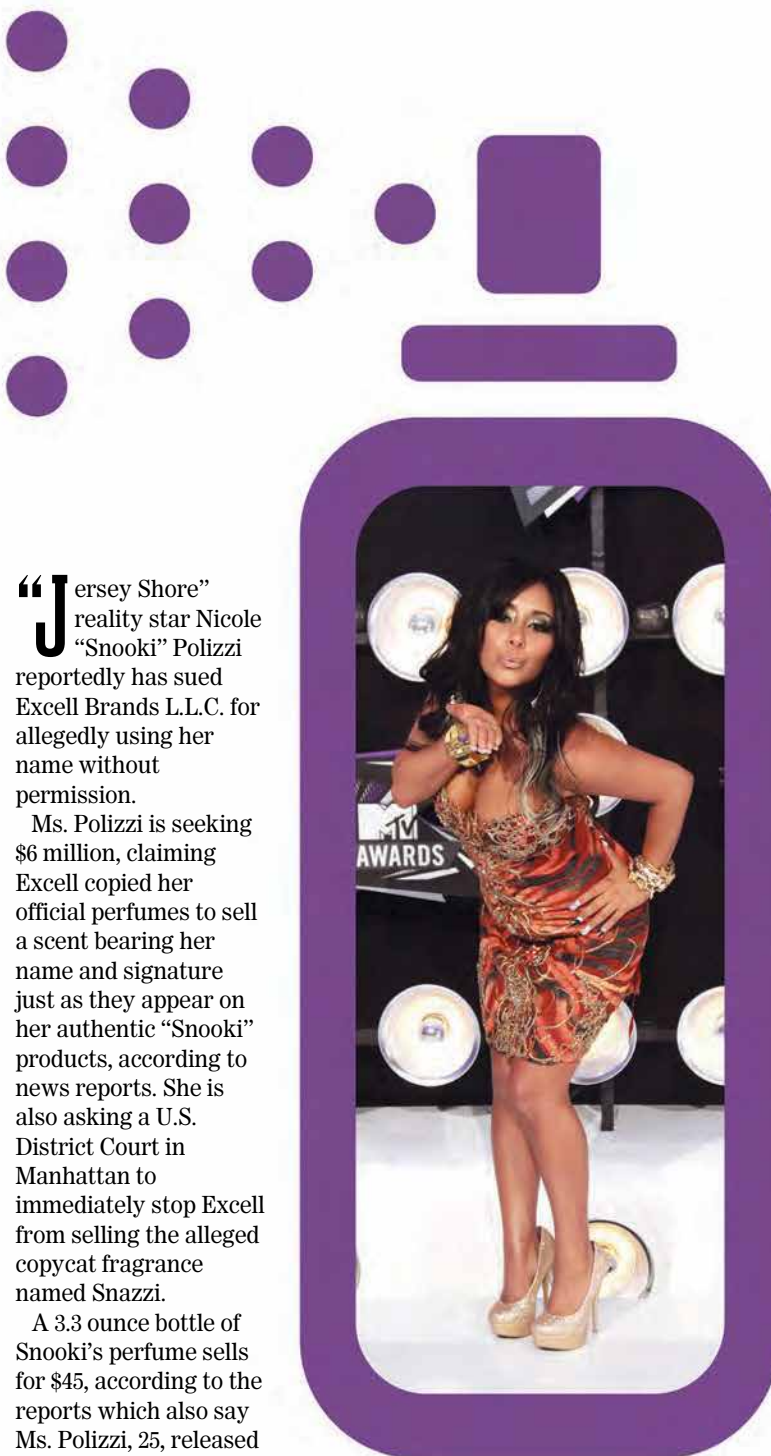 “Jersey Shore”
reality star Nicole
“Snooki” Polizzi
reportedly has sued
Excell Brands L.L.C. for
allegedly using her
name without
permission.
Ms. Polizzi is seeking
$6 million, claiming
Excell copied her
official perfumes to sell
a scent bearing her
name and signature
just as they appear on
her authentic “Snooki”
products, according to
news reports. She is
also asking a U.S.
District Court in
Manhattan to
immediately stop Excell
from selling the alleged
copycat fragrance
named Snazzi.
A 3.3 ounce bottle of
Snooki’s perfume sells
for $45, according to the
reports which also say
Ms. Polizzi, 25, released
MTV
AWARDS